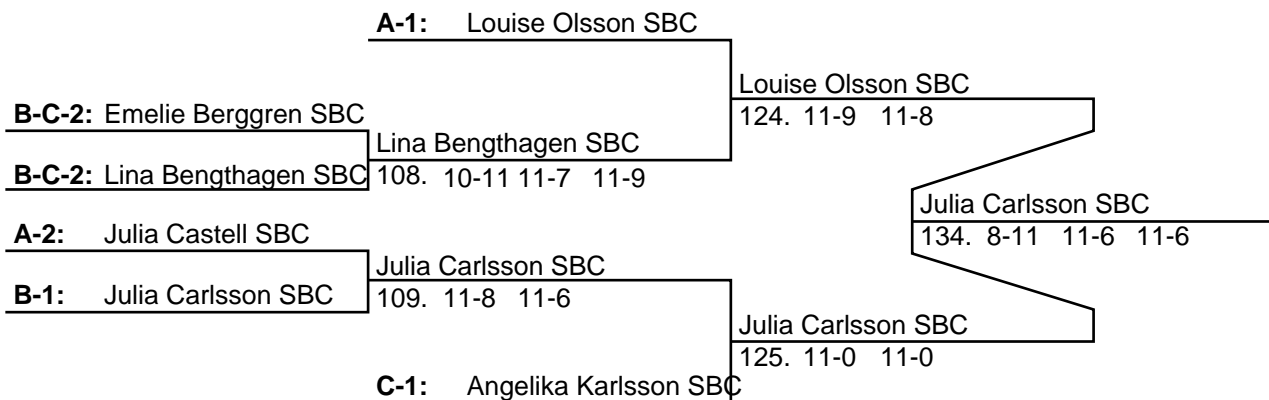 A-1: Louise Olsson SBC
Louise Olsson SBC
B-C-2: Emelie Berggren SBC
124. 11-9 11-8
Lina Bengthagen SBC
B-C-2: Lina Bengthagen SBC
108. 10-11 11-7 11-9
Julia Carlsson SBC
A-2: Julia Castell SBC
134. 8-11 11-6 11-6
Julia Carlsson SBC
B-1: Julia Carlsson SBC
109. 11-8 11-6
Julia Carlsson SBC
125. 11-0 11-0
C-1: Angelika Karlsson SBC